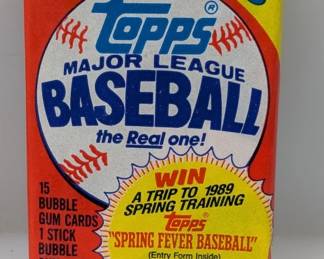 Topps®
MAJOR LEAGUE
BASEBALL
the Real one!
WIN
A TRIP TO 1989
SPRING TRAINING
Topps
"SPRING FEVER BASEBALL"
(Entry Form Inside)
15
BUBBLE
GUM CARDS
1 STICK
BUBBLE